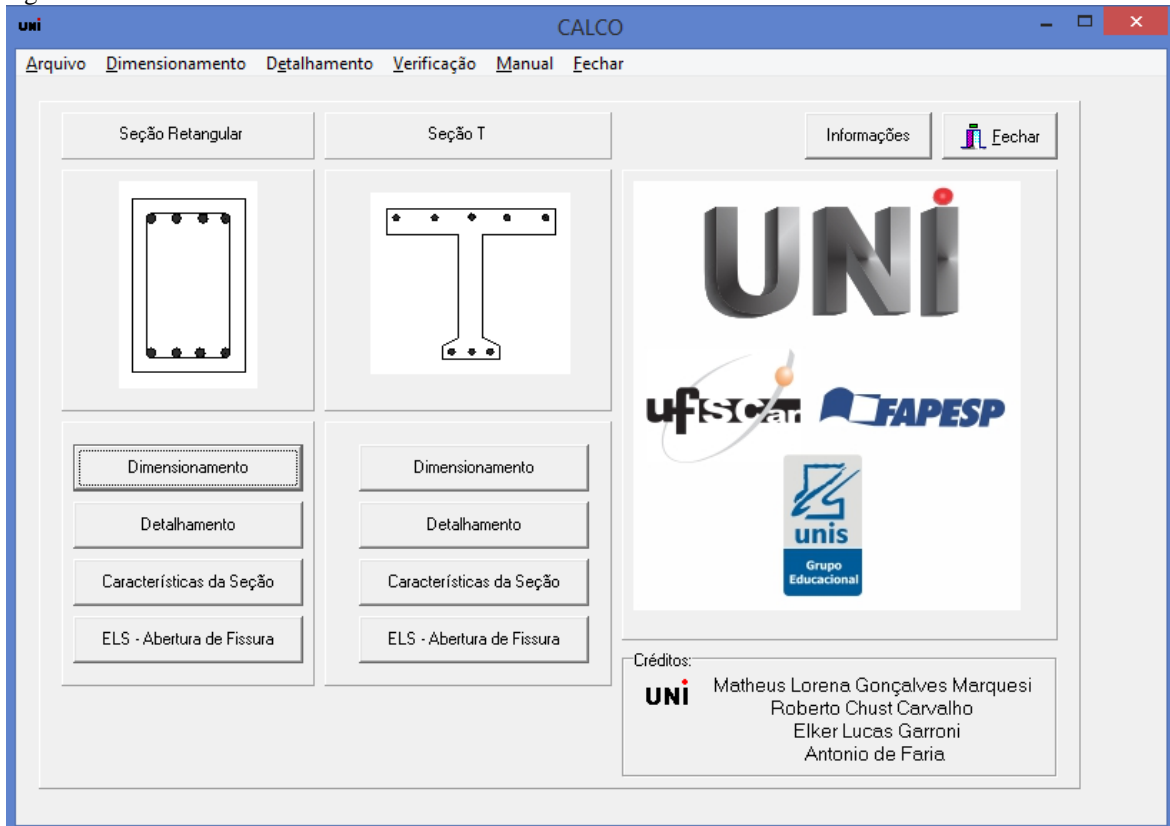 UNi
CALCO
Arquivo Dimensionamento Detalhamento Verificação Manual Fechar
Seção Retangular
Seção T
Informações
Fechar
UNi
ufscar
FAPESP
unis
Grupo
Educacional
Dimensionamento
Detalhamento
Características da Seção
ELS - Abertura de Fissura
Dimensionamento
Detalhamento
Características da Seção
ELS - Abertura de Fissura
Créditos:
UNi
Matheus Lorena Gonçalves Marquesi
Roberto Chust Carvalho
Elker Lucas Garroni
Antonio de Faria